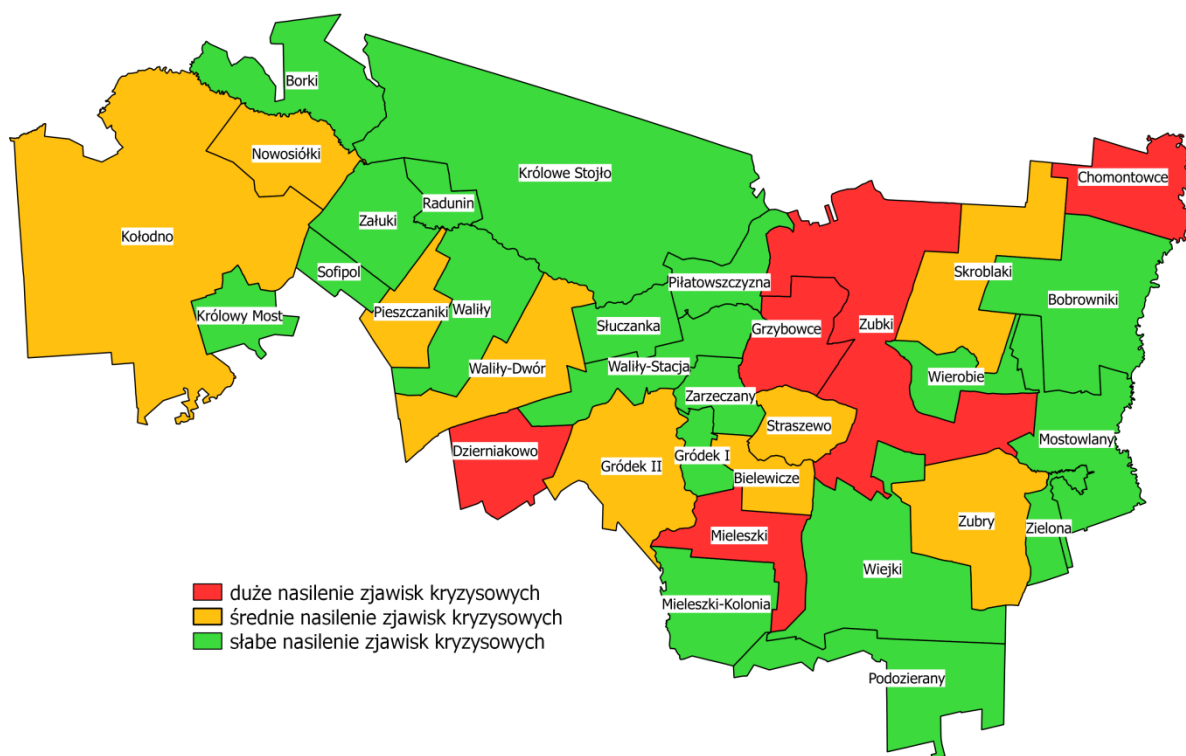 Borki
Nowosiółki
Królowe Stojło
Chomontowce
Radunin
Załuki
Kołodno
Skroblaki
Sofipol
Piłatowszczyzna
Bobrowniki
Królowy Most
Pieszczaniki
Waliły
Słuczanka
Grzybowce
Zubki
Waliły-Dwór
Waliły-Stacja
Wierobie
Zarzeczany
Straszewo
Mostowlany
Dzierniakowo
Gródek I
Gródek II
Bielewicze
Zubry
Zielona
Mieleszki
Wiejki
Mieleszki-Kolonia
Podozierany
duże nasilenie zjawisk kryzysowych
średnie nasilenie zjawisk kryzysowych
słabe nasilenie zjawisk kryzysowych